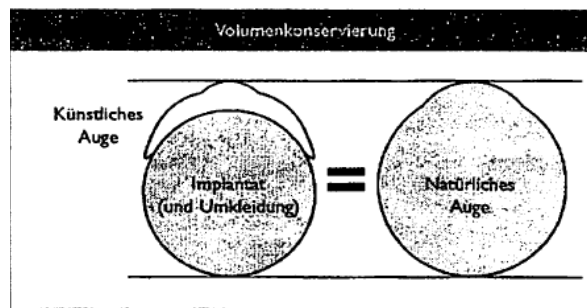 Volumenkonservierung
Künstliches
Auge
Implantat
(und Umkleidung)
=
Natürliches
Auge